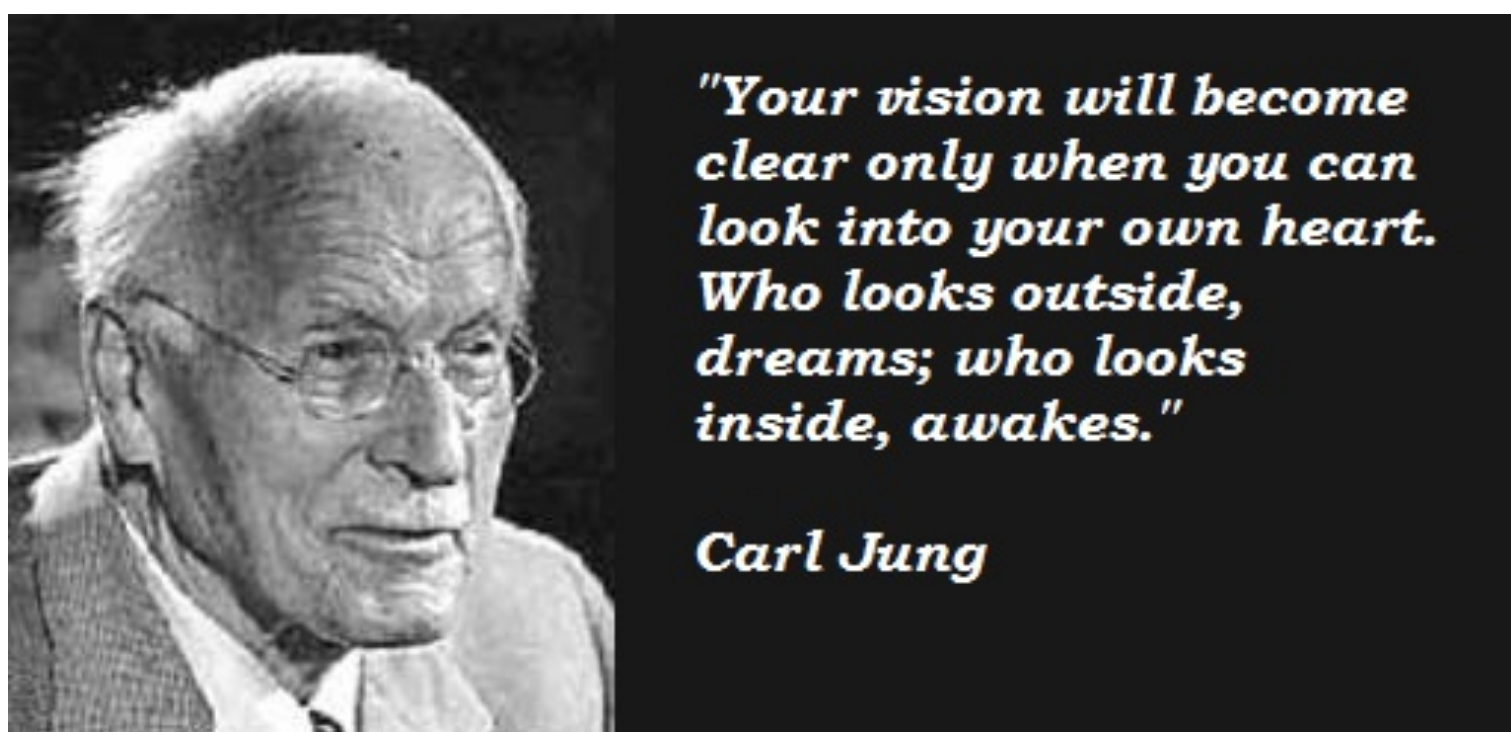 "Your vision will become
clear only when you can
look into your own heart.
Who looks outside,
dreams; who looks
inside, awakes."
Carl Jung